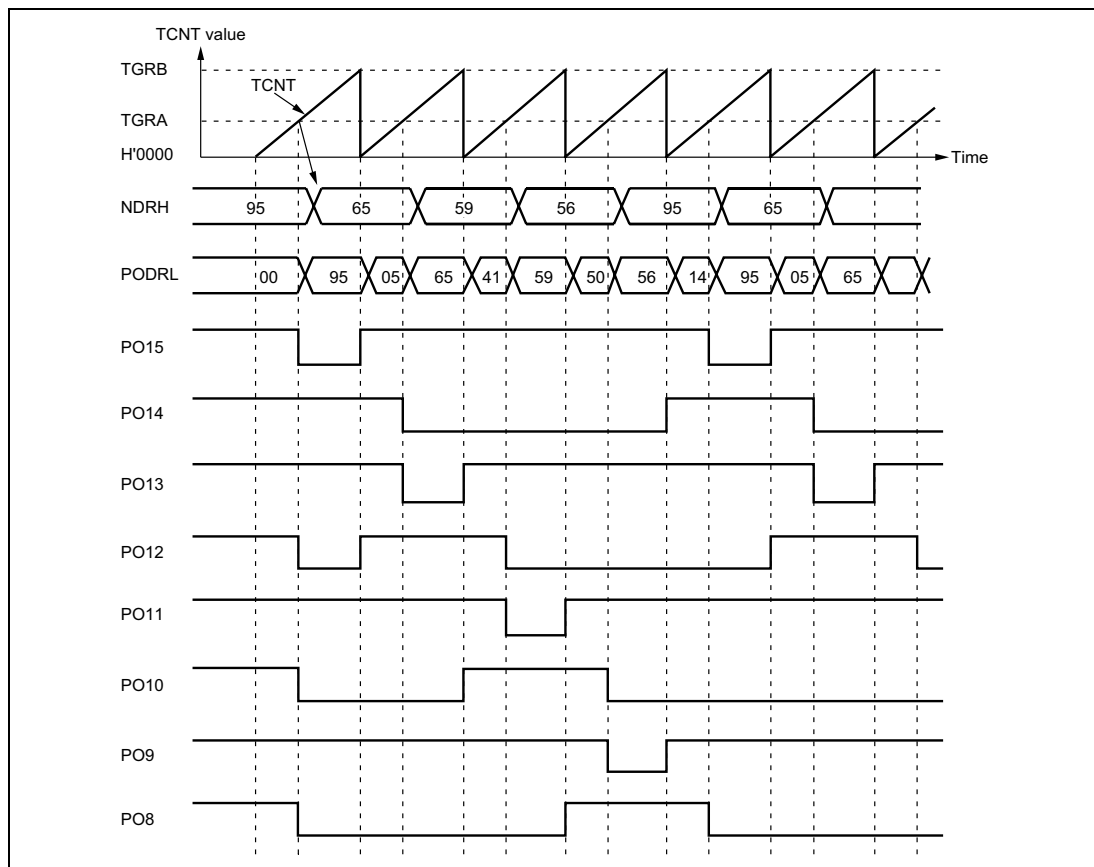 TCNT value
TGRB
TCNT
TGRA
H'0000
Time
NDRH 95 65 59 56 95 65
PODRL 00 95 05 65 41 59 50 56 14 95 05 65
PO15
PO14
PO13
PO12
PO11
PO10
PO9
PO8